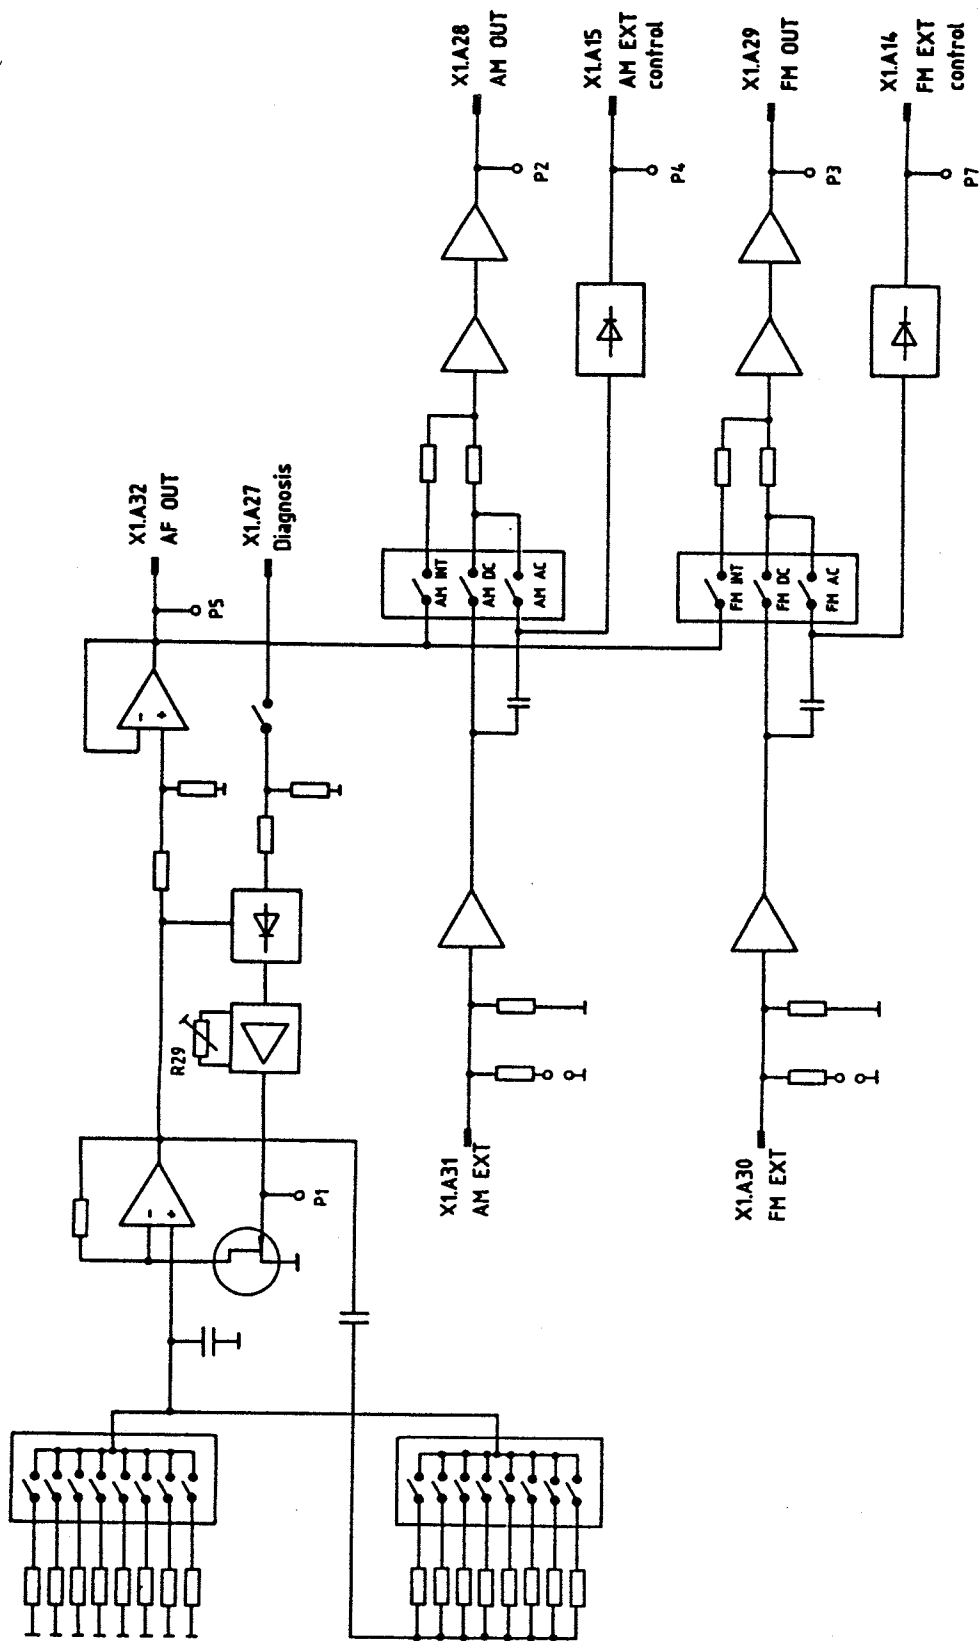 X1.A32
AF OUT
P5
X1.A27
Diagnosis
R29
P1
- +
- +
X1.A28
AM OUT
P2
X1.A15
AM EXT
control
P4
AM INT
AM DC
AM AC
X1.A31
AM EXT
X1.A29
FM OUT
P3
X1.A14
FM EXT
control
P7
FM INT
FM DC
FM AC
X1.A30
FM EXT